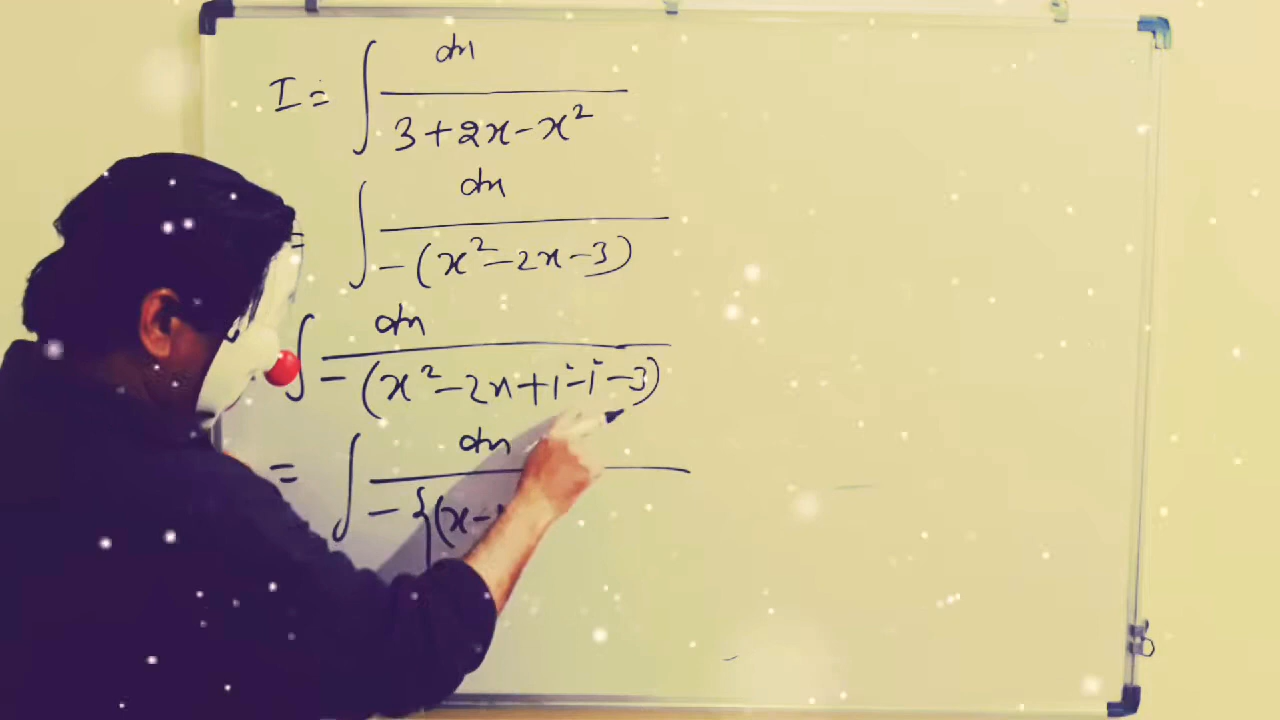 I = ∫ dx / 3+2x-x²
= ∫ dx / -(x²-2x-3)
∫ dx / -(x²-2x+1²-1²-3)
= ∫ dx / -{(x-